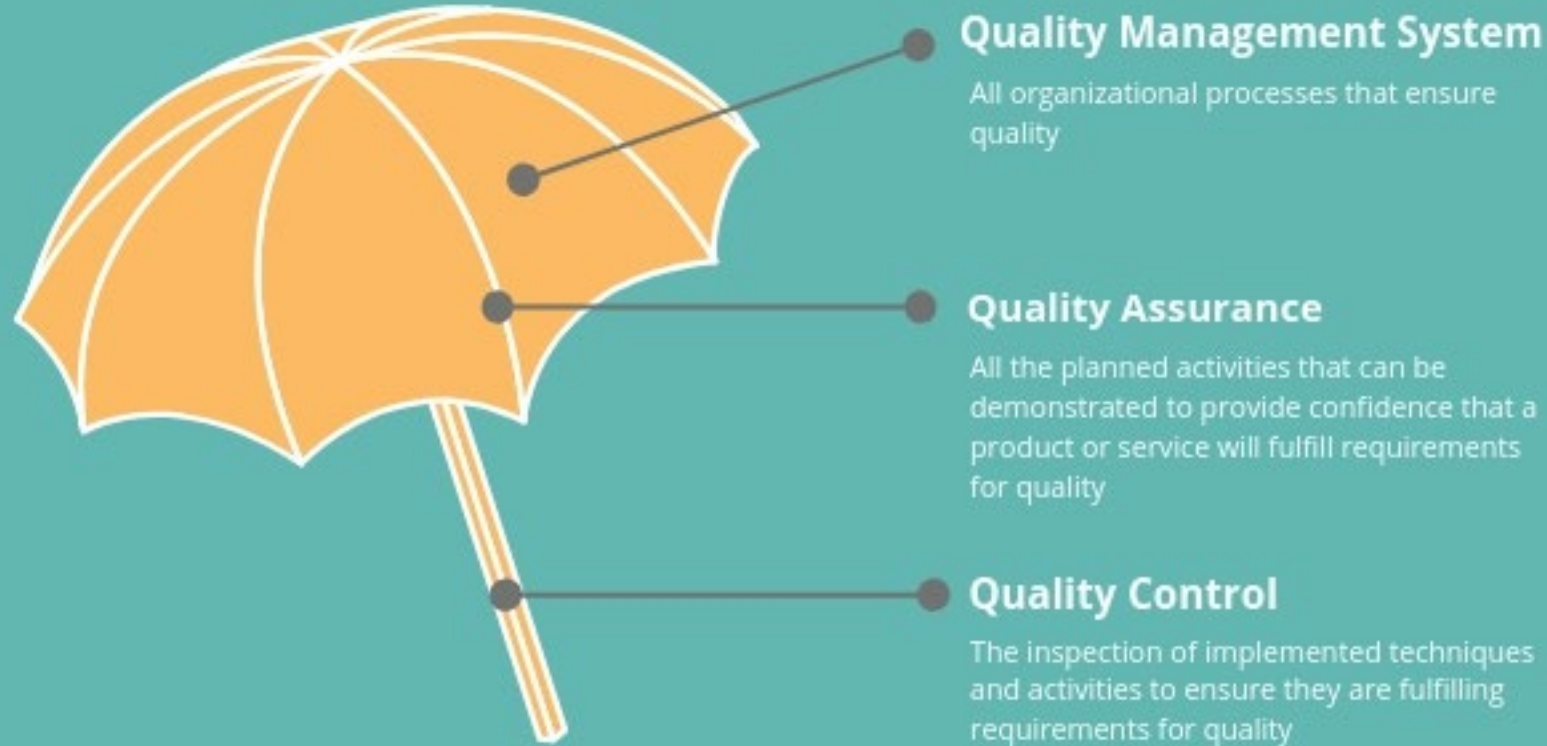 Quality Management System
All organizational processes that ensure
quality
Quality Assurance
All the planned activities that can be
demonstrated to provide confidence that a
product or service will fulfill requirements
for quality
Quality Control
The inspection of implemented techniques
and activities to ensure they are fulfilling
requirements for quality